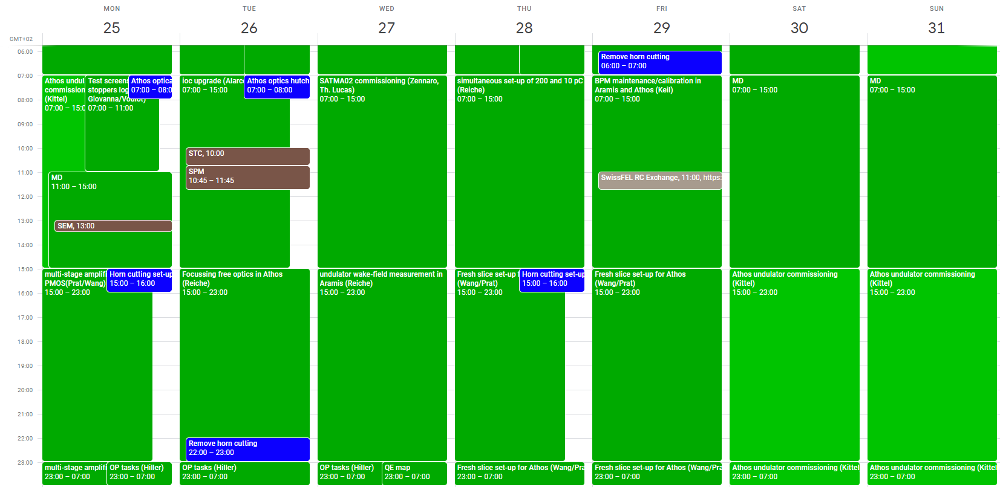 MON
25
TUE
26
WED
27
THU
28
FRI
29
SAT
30
SUN
31
GMT+02
06:00
07:00
08:00
09:00
10:00
11:00
12:00
13:00
14:00
15:00
16:00
17:00
18:00
19:00
20:00
21:00
22:00
23:00
Athos undul
commission
(Kittel)
07:00 – 15:0
Test screens
stoppers log
Giovanna/
07:00 – 11:00
Athos optica
07:00 – 08:0
MD
11:00 – 15:00
SEM, 13:00
multi-stage amplifi
PMOS(Prat/Wang)
15:00 – 23:00
Horn cutting set-up
15:00 – 16:00
multi-stage amplifi
23:00 – 07:00
OP tasks (Hiller)
23:00 – 07:00
ioc upgrade (Alarc
07:00 – 15:00
Athos optics hutch
07:00 – 08:00
STC, 10:00
SPM
10:45 – 11:45
Focussing free optics in Athos
(Reiche)
15:00 – 23:00
Remove horn cutting
22:00 – 23:00
OP tasks (Hiller)
23:00 – 07:00
SATMA02 commissioning (Zennaro,
Th. Lucas)
07:00 – 15:00
undulator wake-field measurement in
Aramis (Reiche)
15:00 – 23:00
OP tasks (Hiller)
23:00 – 07:00
QE map
23:00 – 07:00
simultaneous set-up of 200 and 10 pC
(Reiche)
07:00 – 15:00
Fresh slice set-up f
(Wang/Prat)
15:00 – 23:00
Horn cutting set-up
15:00 – 16:00
Fresh slice set-up for Athos (Wang/Pra
23:00 – 07:00
Remove horn cutting
06:00 – 07:00
BPM maintenance/calibration in
Aramis and Athos (Keil)
07:00 – 15:00
SwissFEL RC Exchange, 11:00, https:
Fresh slice set-up for Athos
(Wang/Prat)
15:00 – 23:00
Fresh slice set-up for Athos (Wang/Pra
23:00 – 07:00
MD
07:00 – 15:00
Athos undulator commissioning
(Kittel)
15:00 – 23:00
Athos undulator commissioning (Kittel
23:00 – 07:00
MD
07:00 – 15:00
Athos undulator commissioning
(Kittel)
15:00 – 23:00
Athos undulator commissioning (Kittel
23:00 – 07:00